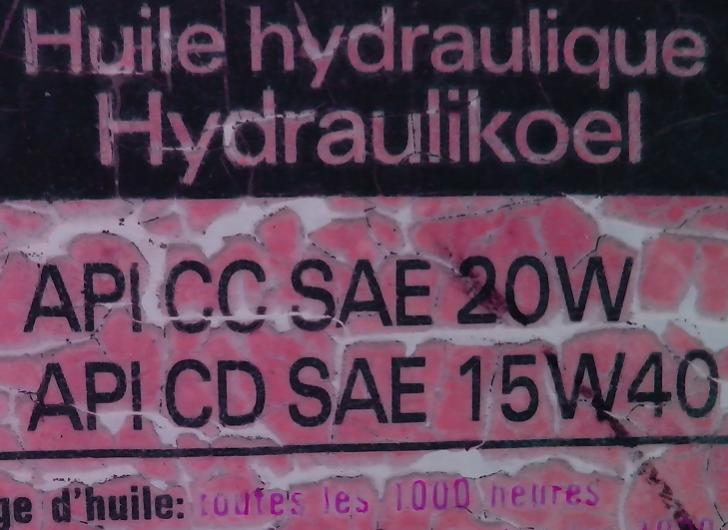 Huile hydraulique
Hydraulikoel
API CC SAE 20W
API CD SAE 15W40
ge d'huile: toutes les 1000 heures